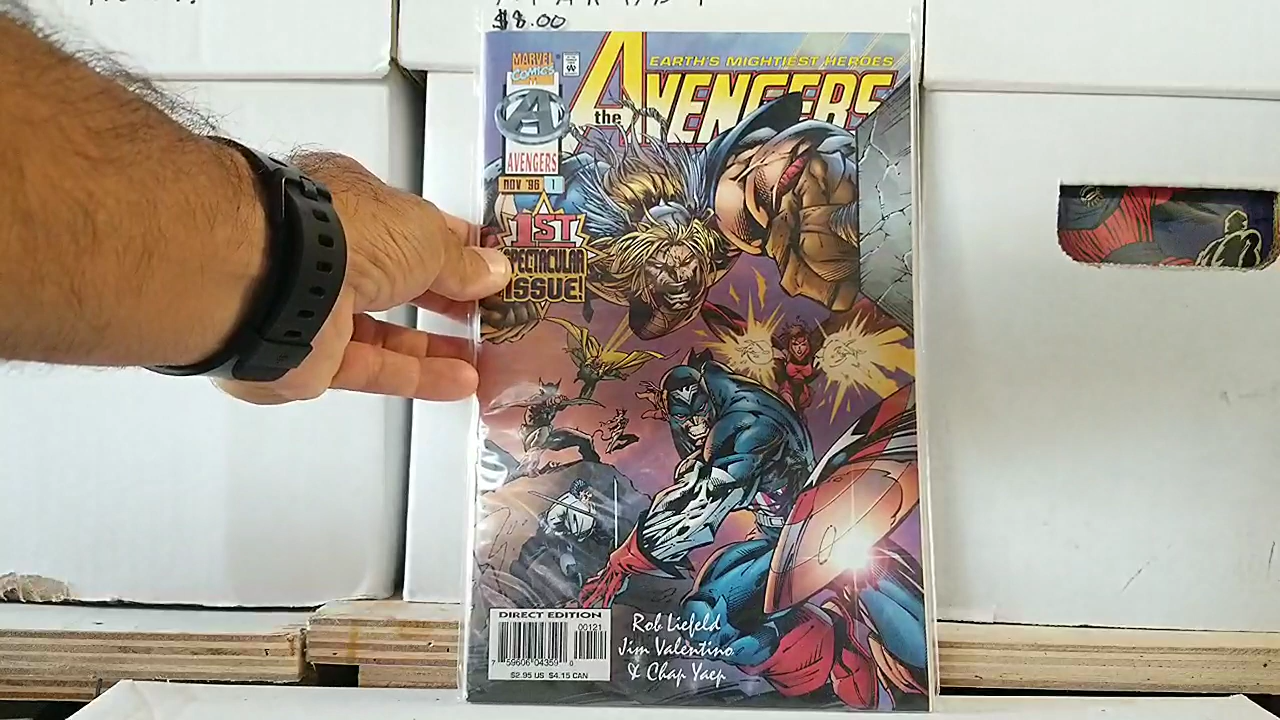 $8.00
MARVEL
COMICS
EARTH'S MIGHTIEST HEROES
the AVENGERS
A
AVENGERS
NOV '96 1
1ST
SPECTACULAR
ISSUE!
DIRECT EDITION
00121
7 59606 04359 0
$2.95 US $4.15 CAN
Rob Liefeld
Jim Valentino
& Chap Yaep